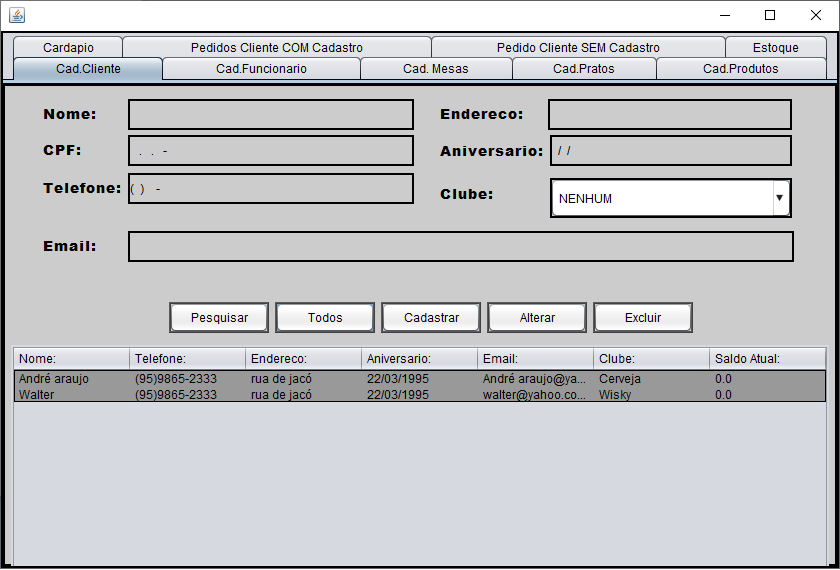 Cardapio Pedidos Cliente COM Cadastro Pedido Cliente SEM Cadastro Estoque
Cad.Cliente Cad.Funcionario Cad. Mesas Cad.Pratos Cad.Produtos
Nome: Endereco:
CPF: . . - Aniversario: / /
Telefone: ( ) - Clube: NENHUM
Email:
Pesquisar Todos Cadastrar Alterar Excluir
Nome: Telefone: Endereco: Aniversario: Email: Clube: Saldo Atual:
André araujo (95)9865-2333 rua de jacó 22/03/1995 André araujo@ya... Cerveja 0.0
Walter (95)9865-2333 rua de jacó 22/03/1995 walter@yahoo.co... Wisky 0.0